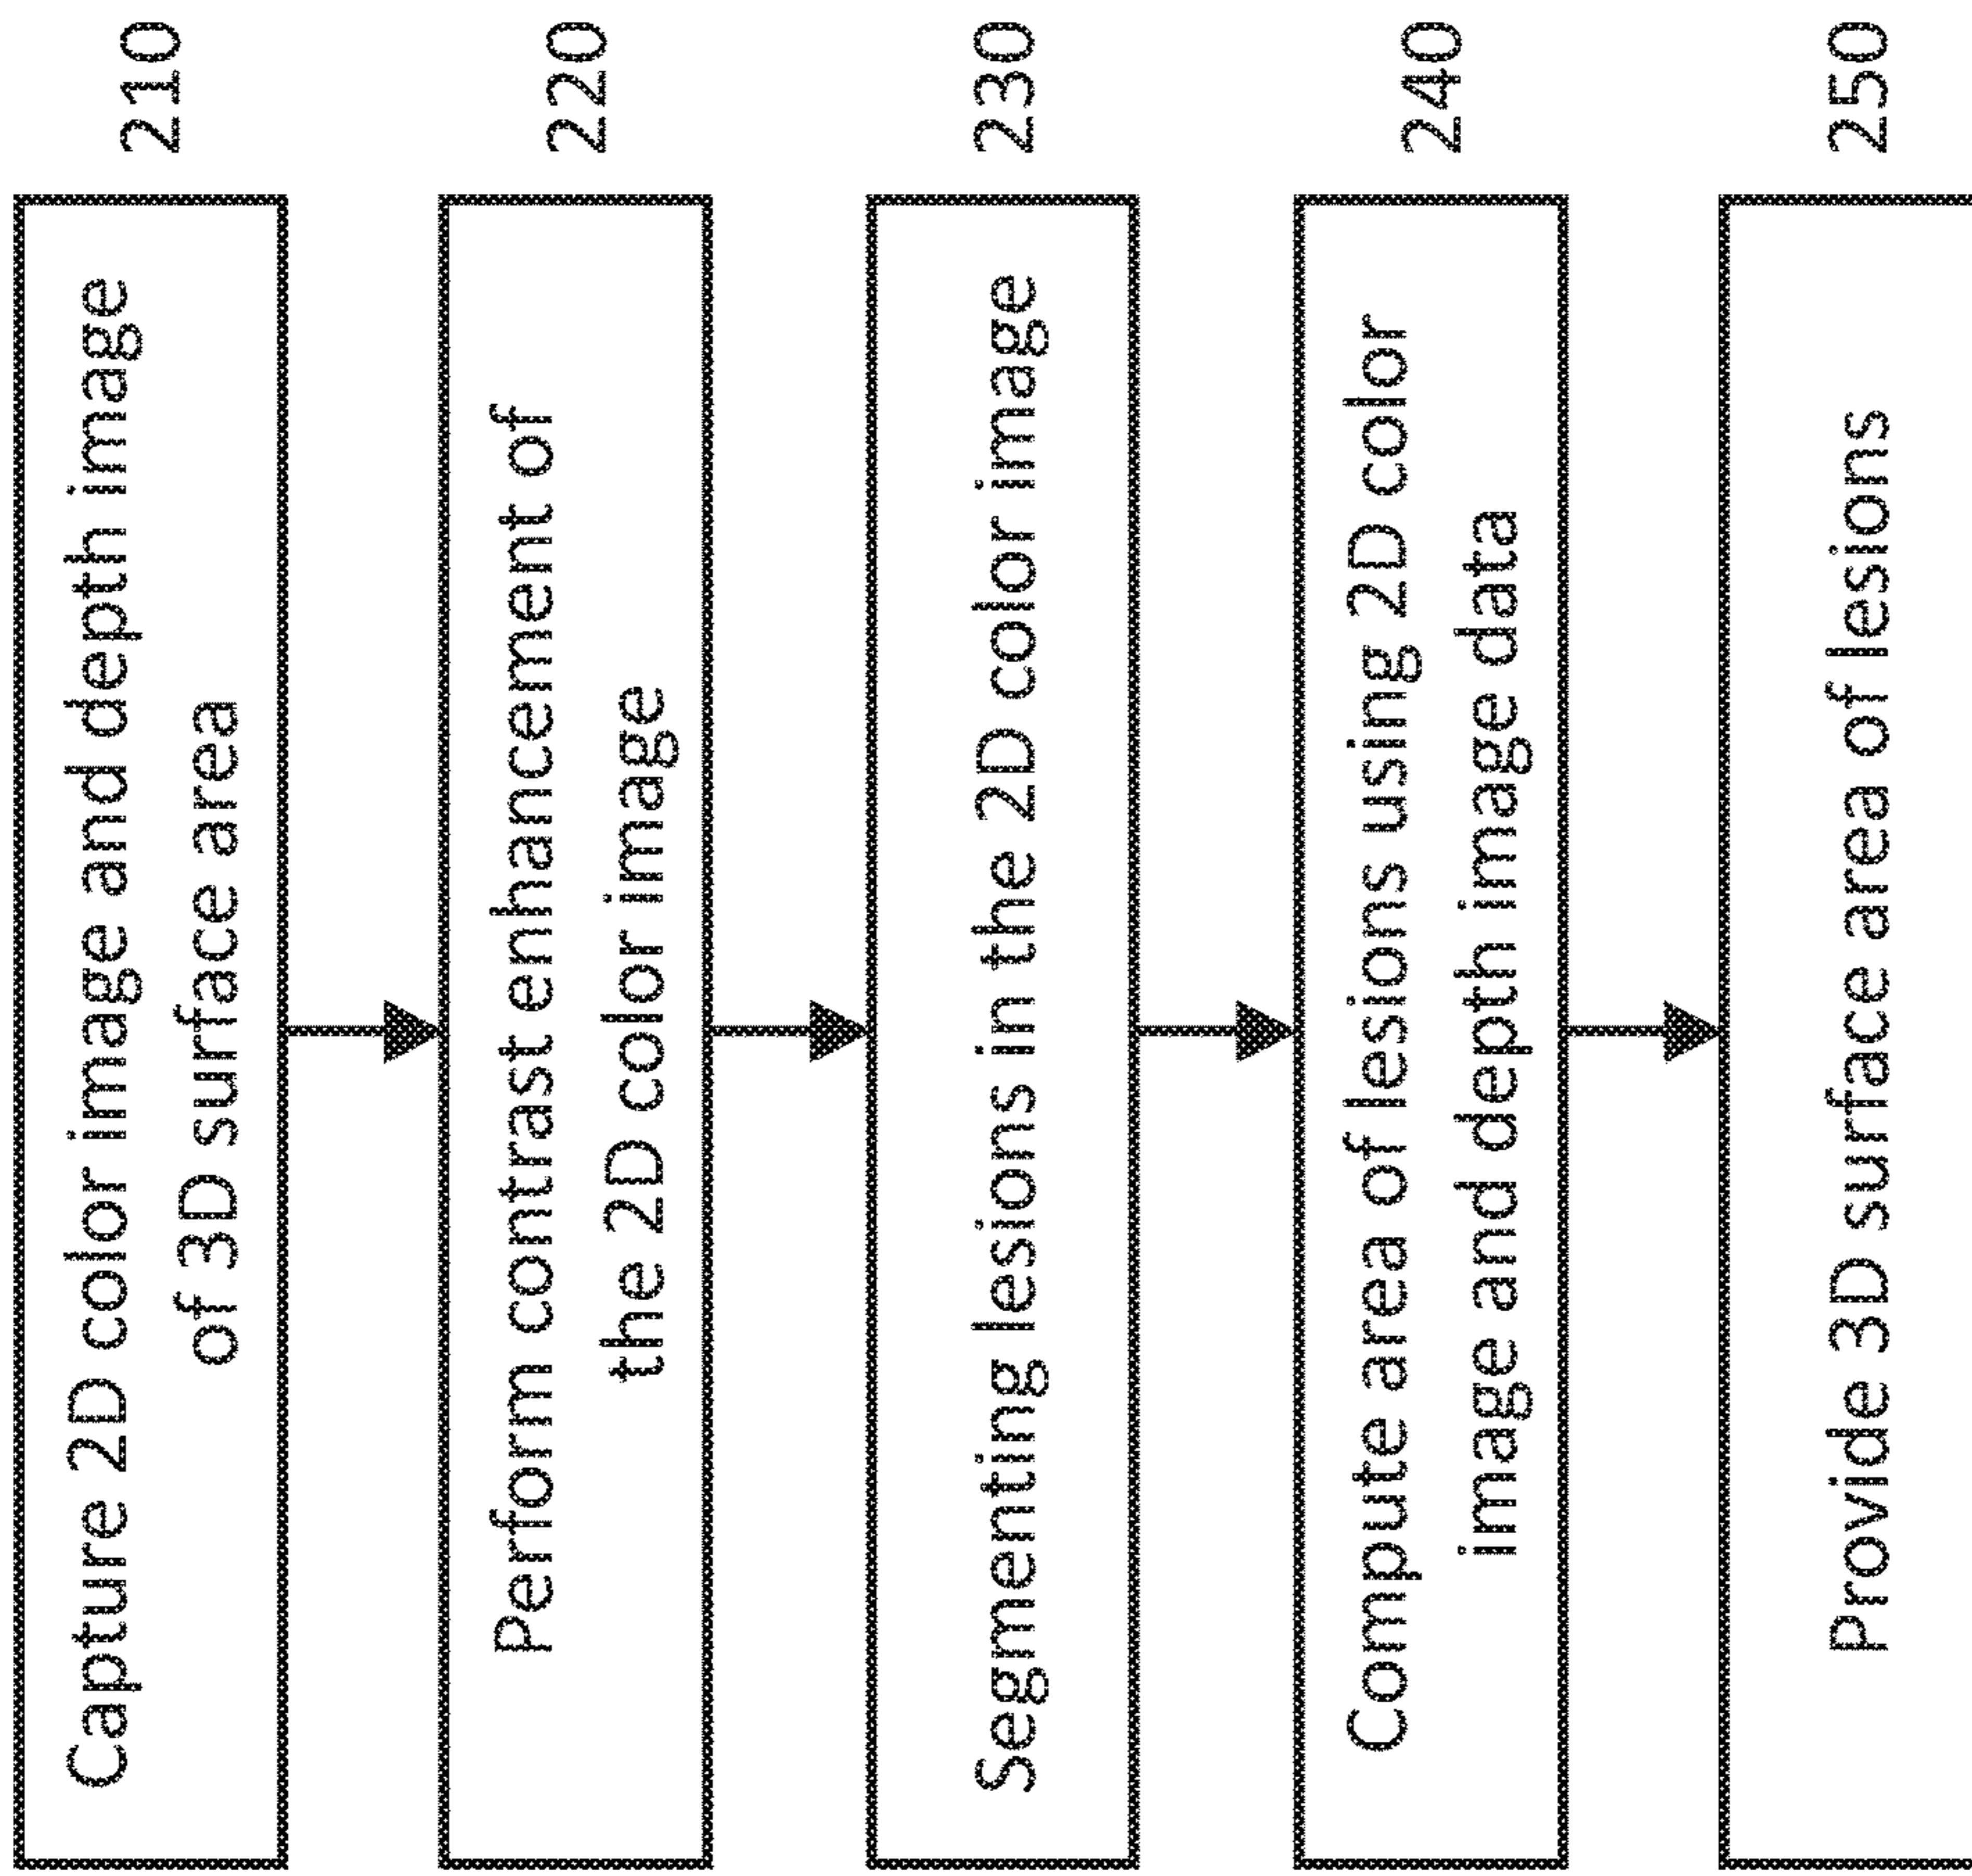 Capture 2D color image and depth image
of 3D surface area
210
Perform contrast enhancement of
the 2D color image
220
Segmenting lesions in the 2D color image
230
Compute area of lesions using 2D color
image and depth image data
240
Provide 3D surface area of lesions
250